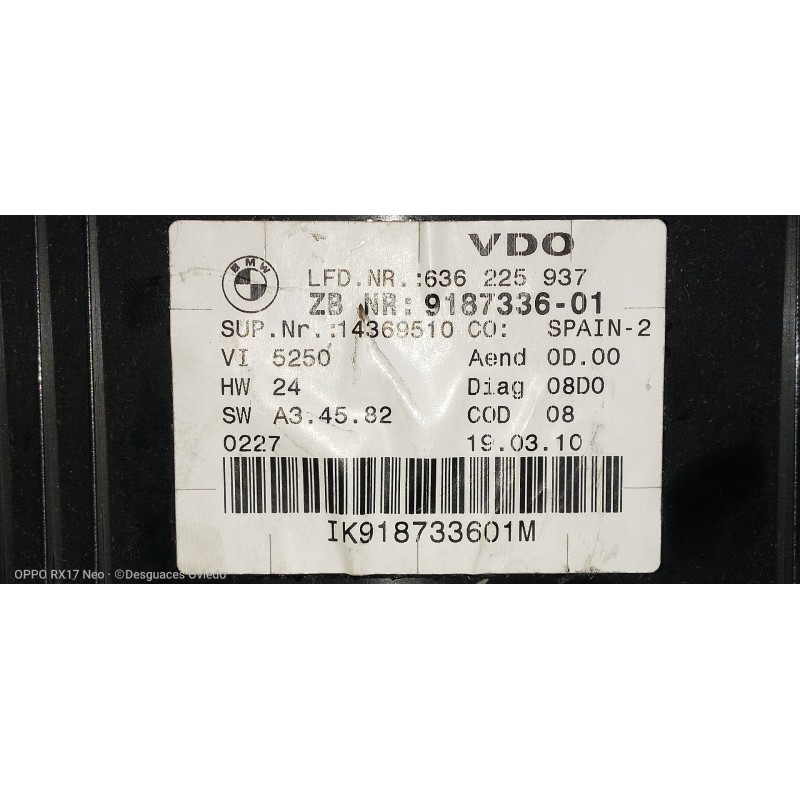 VDO
BMW
LFD.NR.:636 225 937
ZB NR: 9187336-01
SUP.Nr.:14369510 CO: SPAIN-2
VI 5250 Aend 0D.00
HW 24 Diag 08D0
SW A3.45.82 COD 08
0227 19.03.10
IK918733601M
OPPO RX17 Neo · ©Desguaces Oviedo